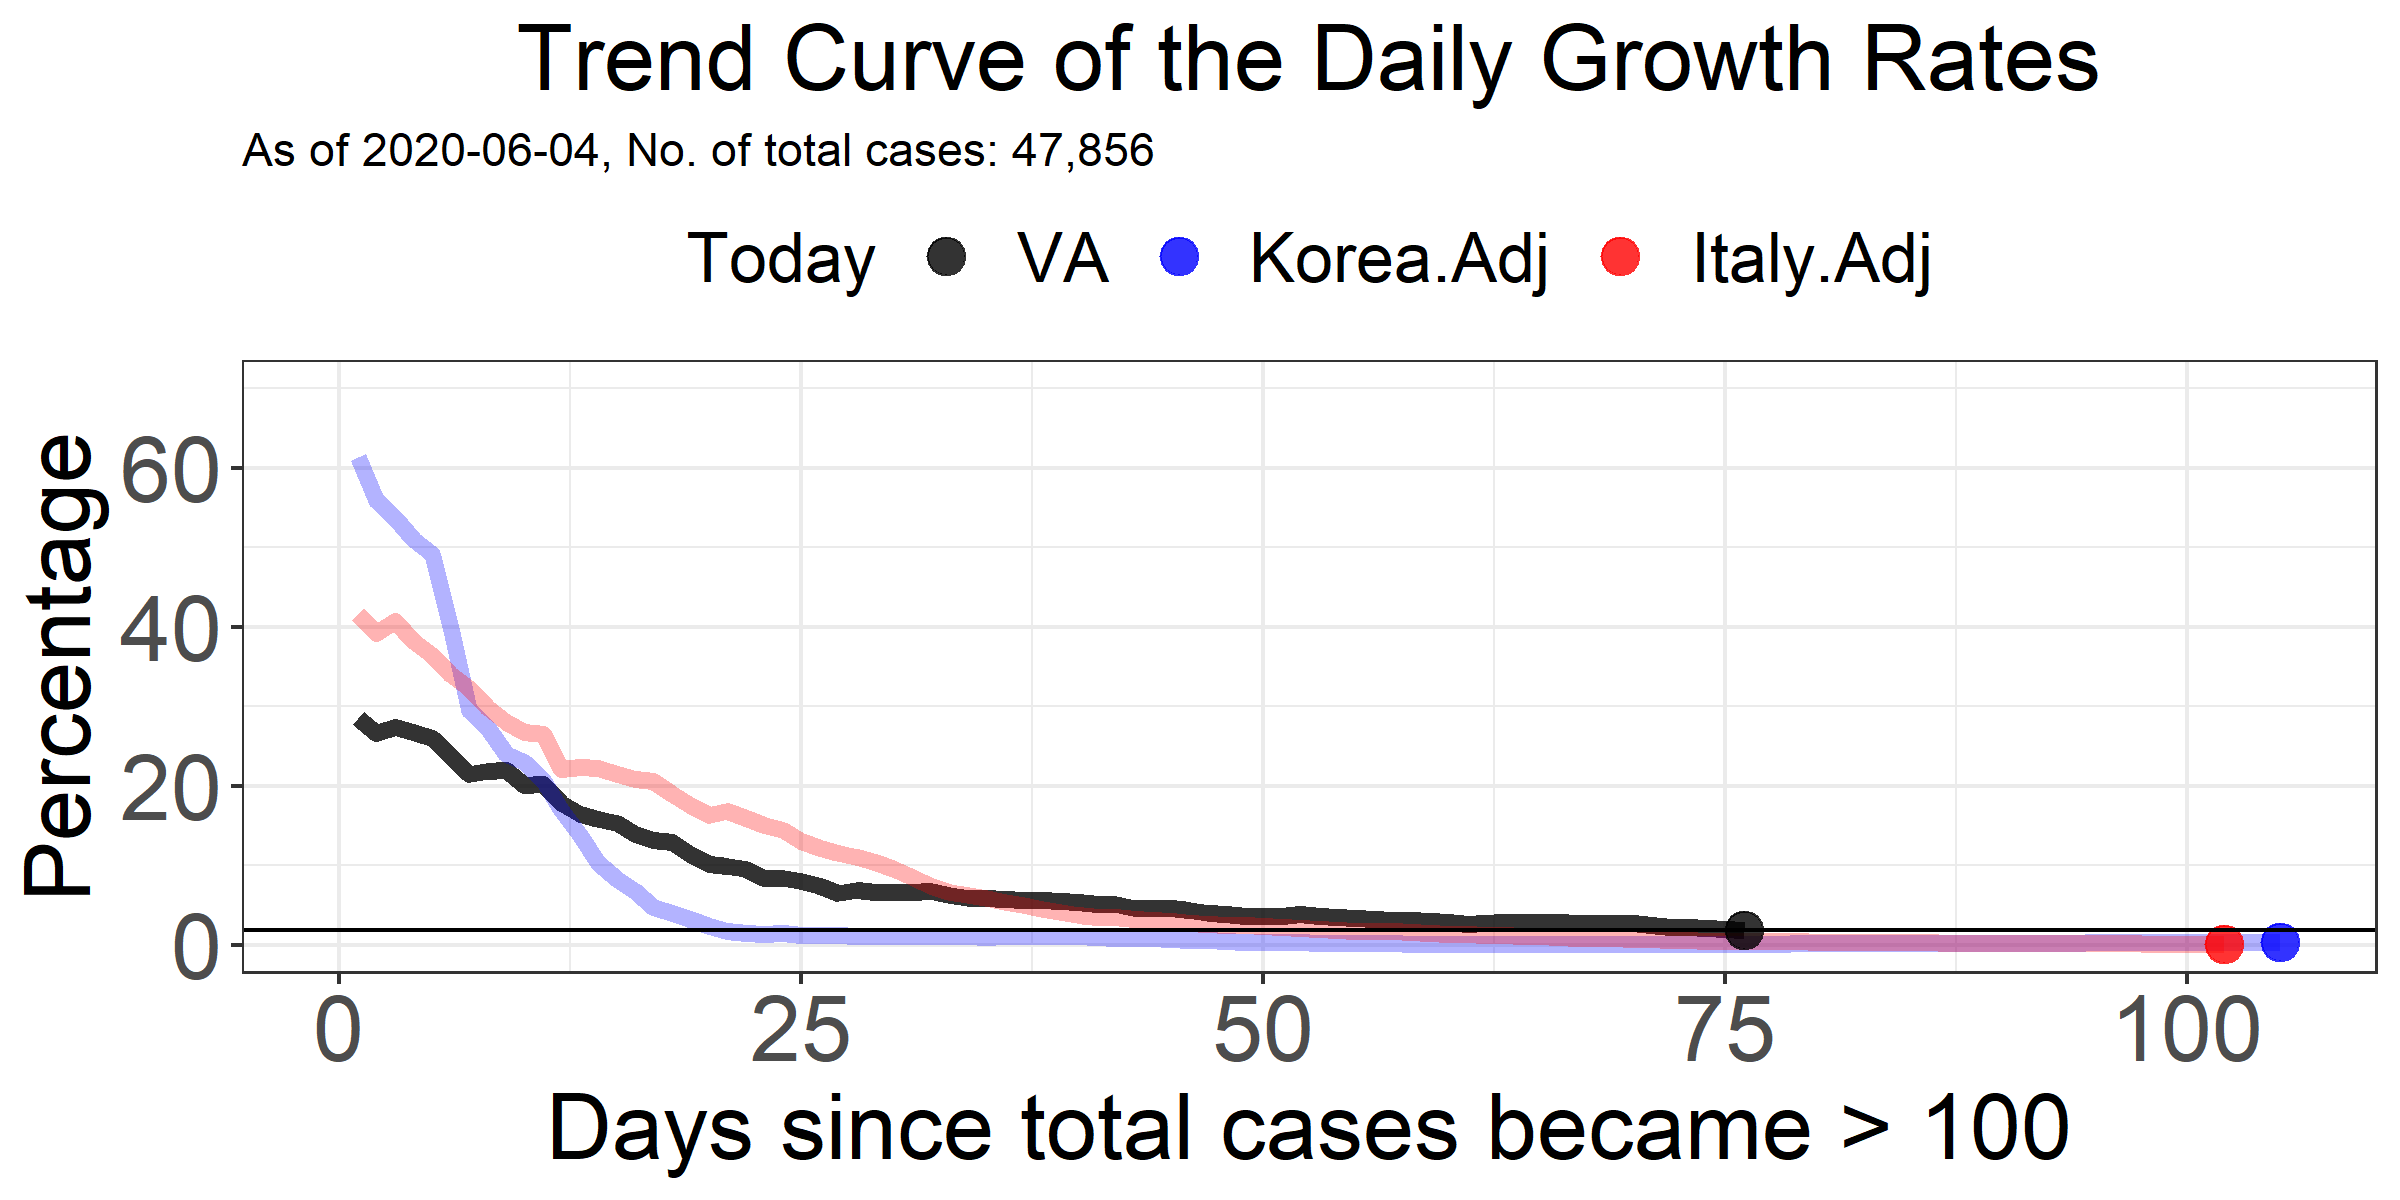 Trend Curve of the Daily Growth Rates
As of 2020-06-04, No. of total cases: 47,856
Today VA Korea.Adj Italy.Adj
Percentage
60
40
20
0
0 25 50 75 100
Days since total cases became > 100